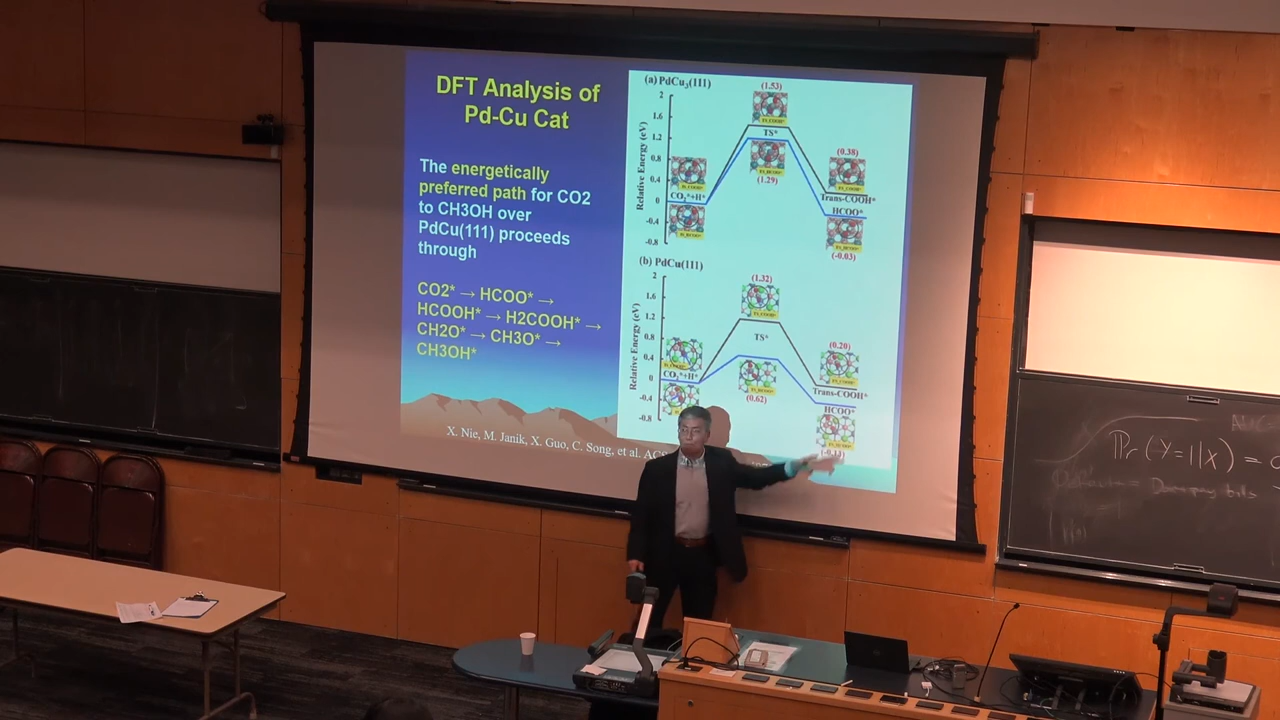 DFT Analysis of
Pd-Cu Cat
The energetically
preferred path for CO2
to CH3OH over
PdCu(111) proceeds
through
CO2* → HCOO* →
HCOOH* → H2COOH* →
CH2O* → CH3O* →
CH3OH*
X. Nie, M. Janik, X. Guo, C. Song, et al. ACS
(a) PdCu3(111)
Relative Energy (eV)
2
1.6
1.2
0.8
0.4
0
-0.4
-0.8
(1.53)
TS*
(1.29)
CO2*+H*
(0.38)
Trans-COOH*
HCOO*
(-0.03)
(b) PdCu(111)
Relative Energy (eV)
2
1.6
1.2
0.8
0.4
0
-0.4
-0.8
(1.32)
TS*
(0.62)
CO2*+H*
(0.20)
Trans-COOH*
HCOO*
Pr(Y=1|X) =